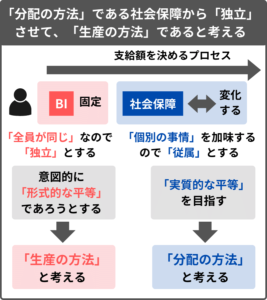 「分配の方法」である社会保障から「独立」
させて、「生産の方法」であると考える
支給額を決めるプロセス
BI 固定
社会保障 変化する
「全員が同じ」なので
「独立」とする
「個別の事情」を加味する
ので「従属」とする
意図的に
「形式的な平等」
であろうとする
「実質的な平等」
を目指す
「生産の方法」
と考える
「分配の方法」
と考える